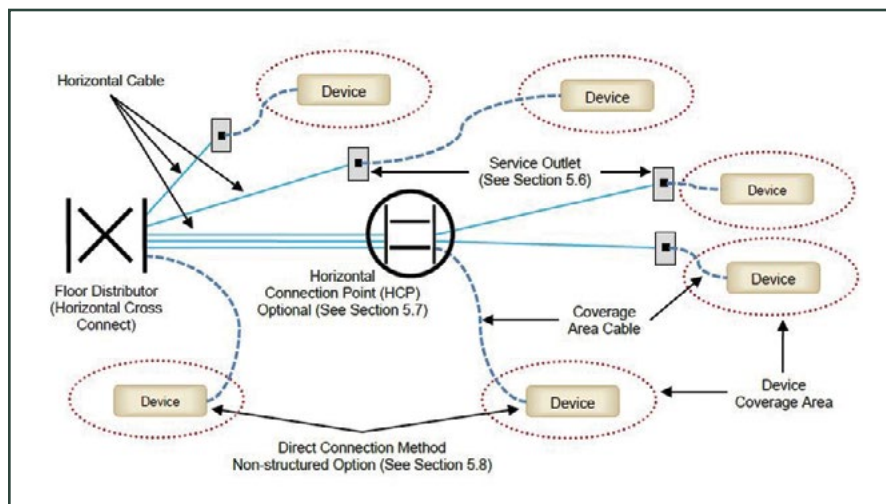 Horizontal Cable
Device
Device
Service Outlet
(See Section 5.6)
Device
Floor Distributor
(Horizontal Cross
Connect)
Horizontal
Connection Point (HCP)
Optional (See Section 5.7)
Coverage
Area Cable
Device
Device
Device
Device
Coverage Area
Direct Connection Method
Non-structured Option (See Section 5.8)